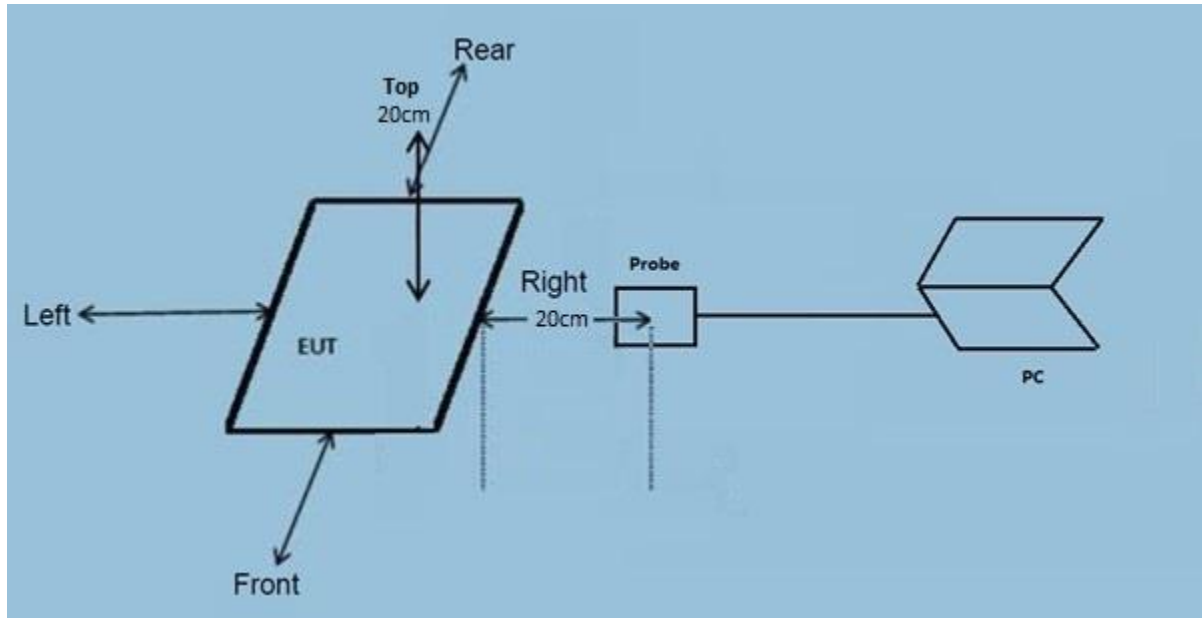 Rear
Top
20cm
Right
Probe
Left
20cm
EUT
PC
Front